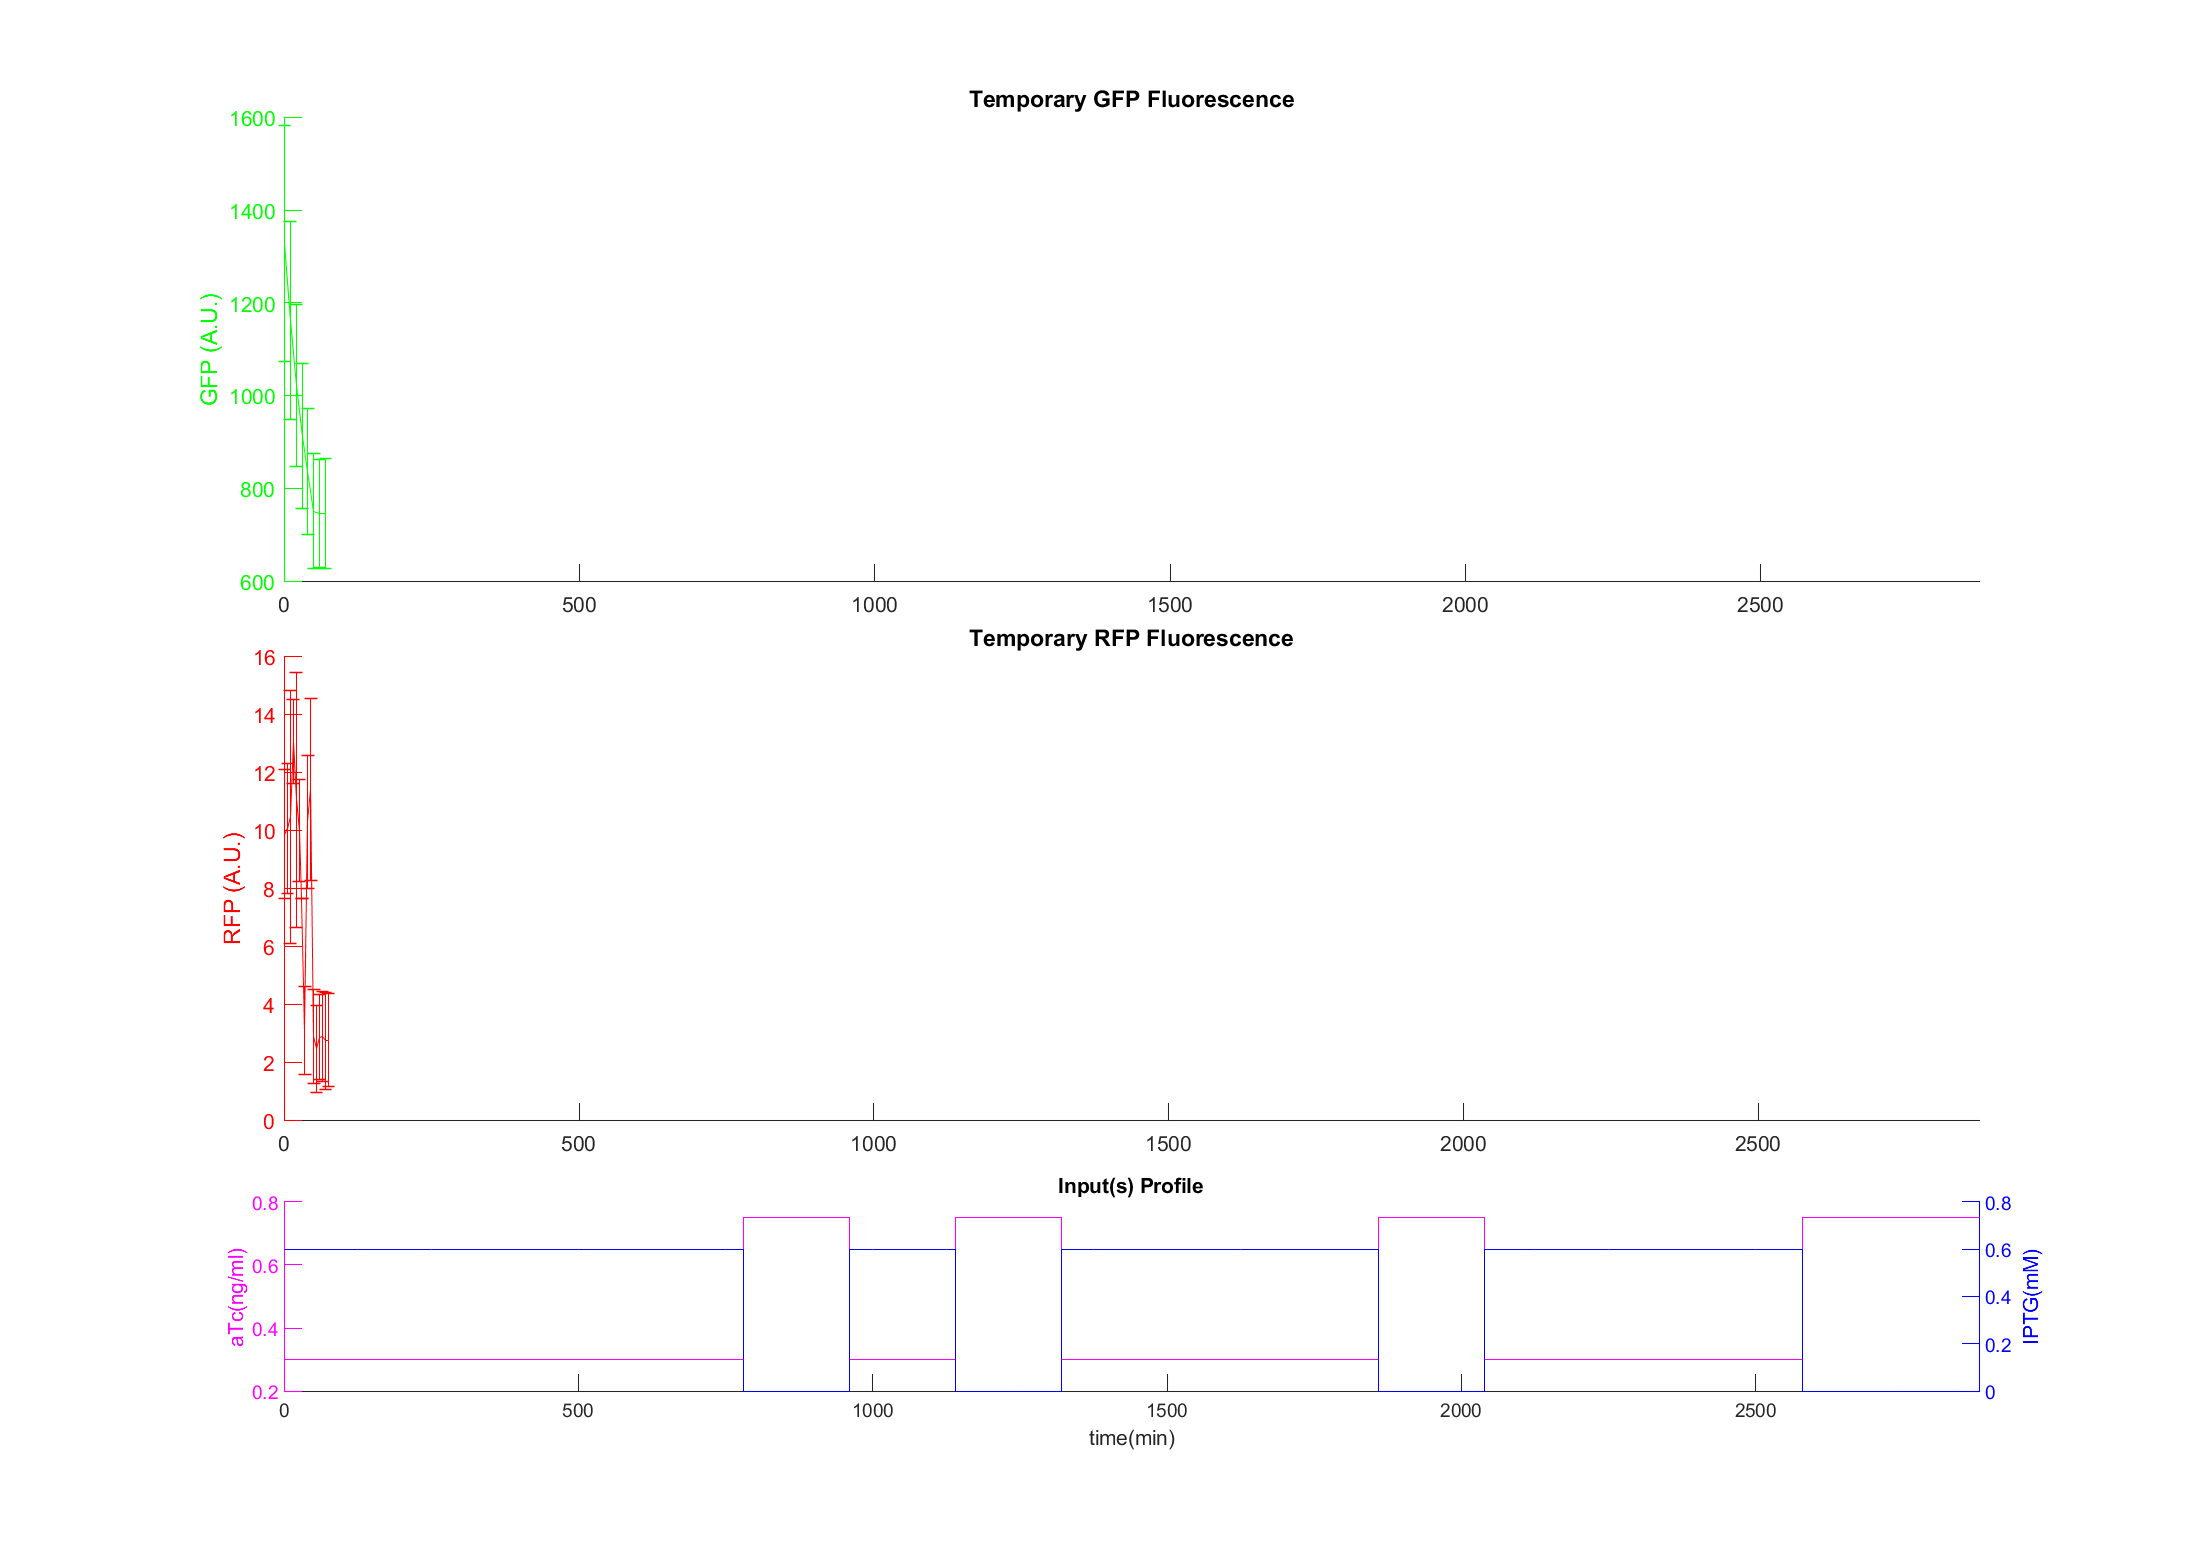 Temporary GFP Fluorescence
1600
1400
1200
1000
800
600
GFP (A.U.)
0 500 1000 1500 2000 2500
Temporary RFP Fluorescence
16
14
12
10
8
6
4
2
0
RFP (A.U.)
0 500 1000 1500 2000 2500
Input(s) Profile
0.8
0.6
0.4
0.2
aTc(ng/ml)
0.8
0.6
0.4
0.2
0
IPTG(mM)
0 500 1000 1500 2000 2500
time(min)